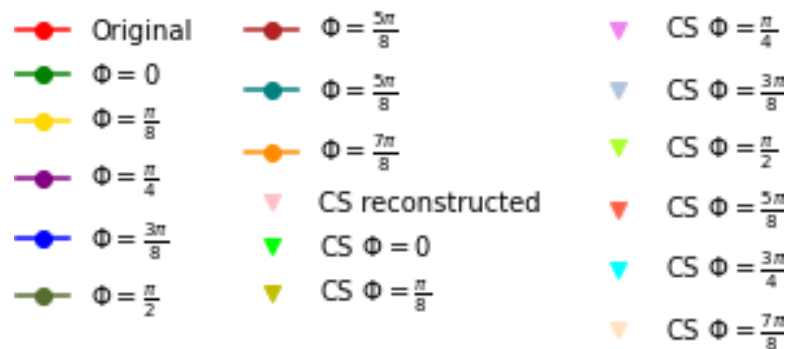 Original
Φ = 0
Φ = π/8
Φ = π/4
Φ = 3π/8
Φ = π/2
Φ = 5π/8
Φ = 5π/8
Φ = 7π/8
CS reconstructed
CS Φ = 0
CS Φ = π/8
CS Φ = π/4
CS Φ = 3π/8
CS Φ = π/2
CS Φ = 5π/8
CS Φ = 3π/4
CS Φ = 7π/8